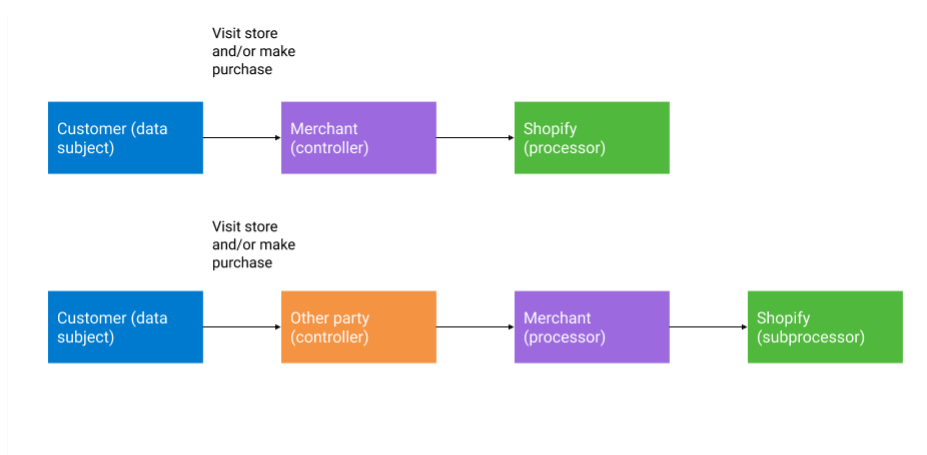 Visit store
and/or make
purchase
Customer (data
subject)
Merchant
(controller)
Shopify
(processor)
Visit store
and/or make
purchase
Customer (data
subject)
Other party
(controller)
Merchant
(processor)
Shopify
(subprocessor)